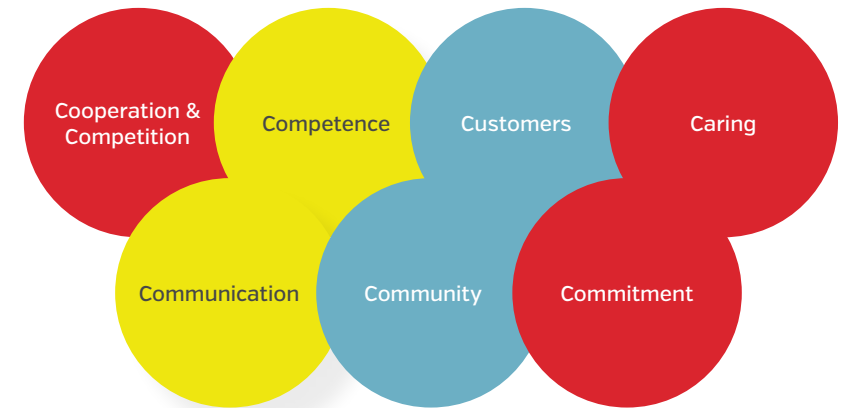 Cooperation &
Competition
Competence
Customers
Caring
Communication
Community
Commitment